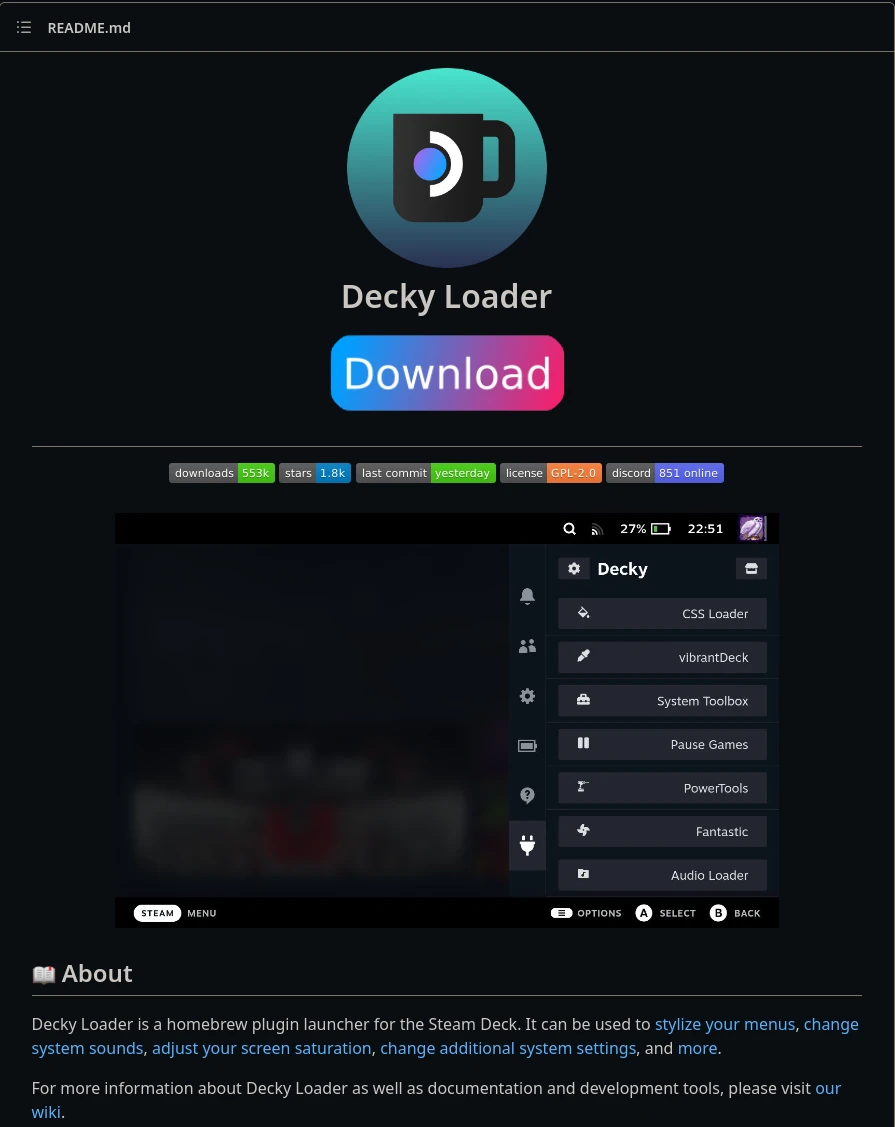 README.md
Decky Loader
Download
downloads 553k stars 1.8k last commit yesterday license GPL-2.0 discord 851 online
27% 22:51
Decky
CSS Loader
vibrantDeck
System Toolbox
Pause Games
PowerTools
Fantastic
Audio Loader
STEAM MENU OPTIONS A SELECT B BACK
📖 About
Decky Loader is a homebrew plugin launcher for the Steam Deck. It can be used to stylize your menus, change
system sounds, adjust your screen saturation, change additional system settings, and more.
For more information about Decky Loader as well as documentation and development tools, please visit our
wiki.